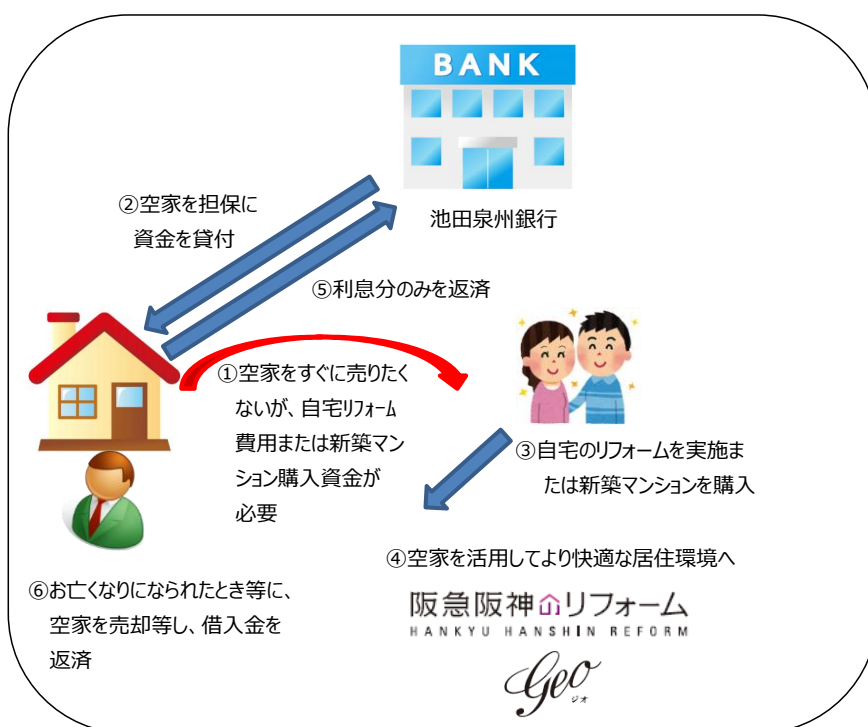 BANK
池田泉州銀行
②空家を担保に
資金を貸付
⑤利息分のみを返済
①空家をすぐに売りたく
ないが、自宅リフォーム
費用または新築マン
ション購入資金が
必要
③自宅のリフォームを実施ま
たは新築マンションを購入
④空家を活用してより快適な居住環境へ
阪急阪神のリフォーム
HANKYU HANSHIN REFORM
geo
ジオ
⑥お亡くなりになられたとき等に、
空家を売却等し、借入金を
返済